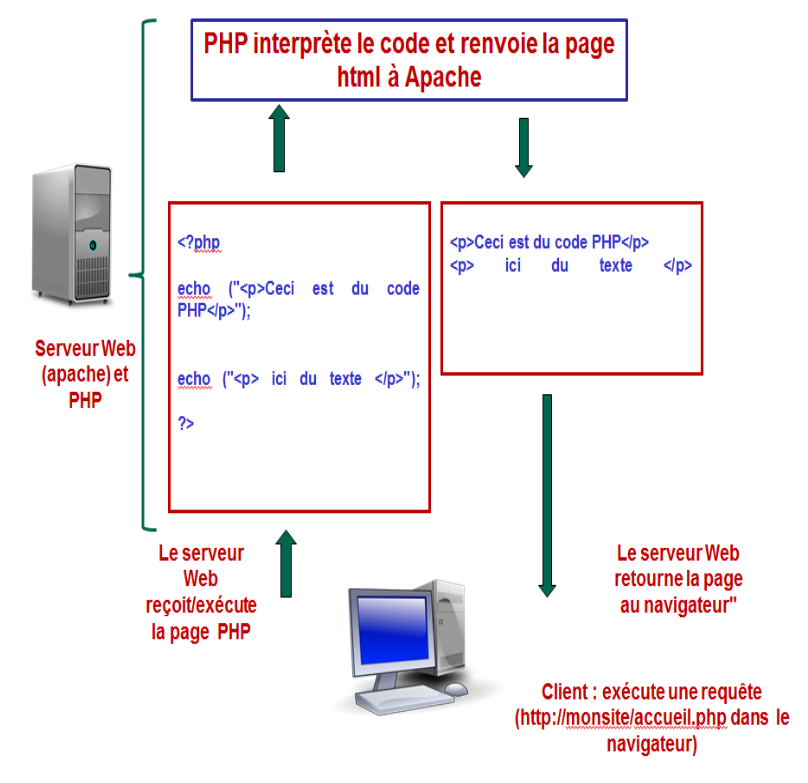 PHP interprète le code et renvoie la page
html à Apache
<?php
echo ("<p>Ceci est du code
PHP</p>");
echo ("<p> ici du texte </p>");
?>
<p>Ceci est du code PHP</p>
<p> ici du texte </p>
Serveur Web
(apache) et
PHP
Le serveur
Web
reçoit/exécute
la page PHP
Le serveur Web
retourne la page
au navigateur"
Client : exécute une requête
(http://monsite/accueil.php dans le
navigateur)